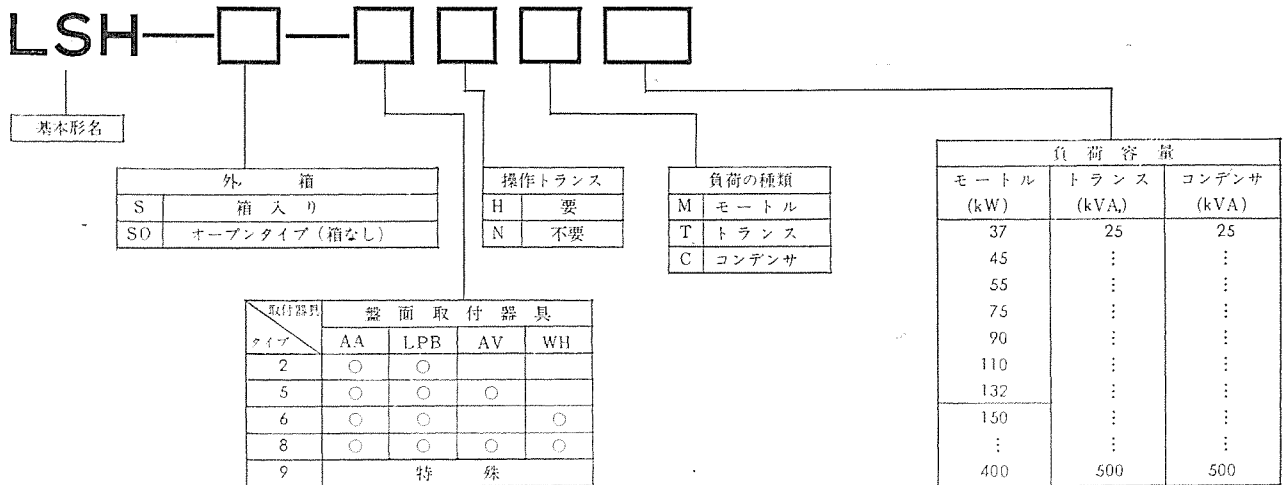 LSH
基本形名
外 箱
S 箱入り
SO オープンタイプ(箱なし)
操作トランス
H 要
N 不要
負荷の種類
M モートル
T トランス
C コンデンサ
負荷容量
モートル トランス コンデンサ
(kW) (kVA) (kVA)
37 25 25
45 ⋮ ⋮
55 ⋮ ⋮
75 ⋮ ⋮
90 ⋮ ⋮
110 ⋮ ⋮
132 ⋮ ⋮
150 ⋮ ⋮
⋮ ⋮ ⋮
400 500 500
取付器具 盤面取付器具
タイプ AA LPB AV WH
2 ○ ○
5 ○ ○ ○
6 ○ ○ ○
8 ○ ○ ○ ○
9 特殊